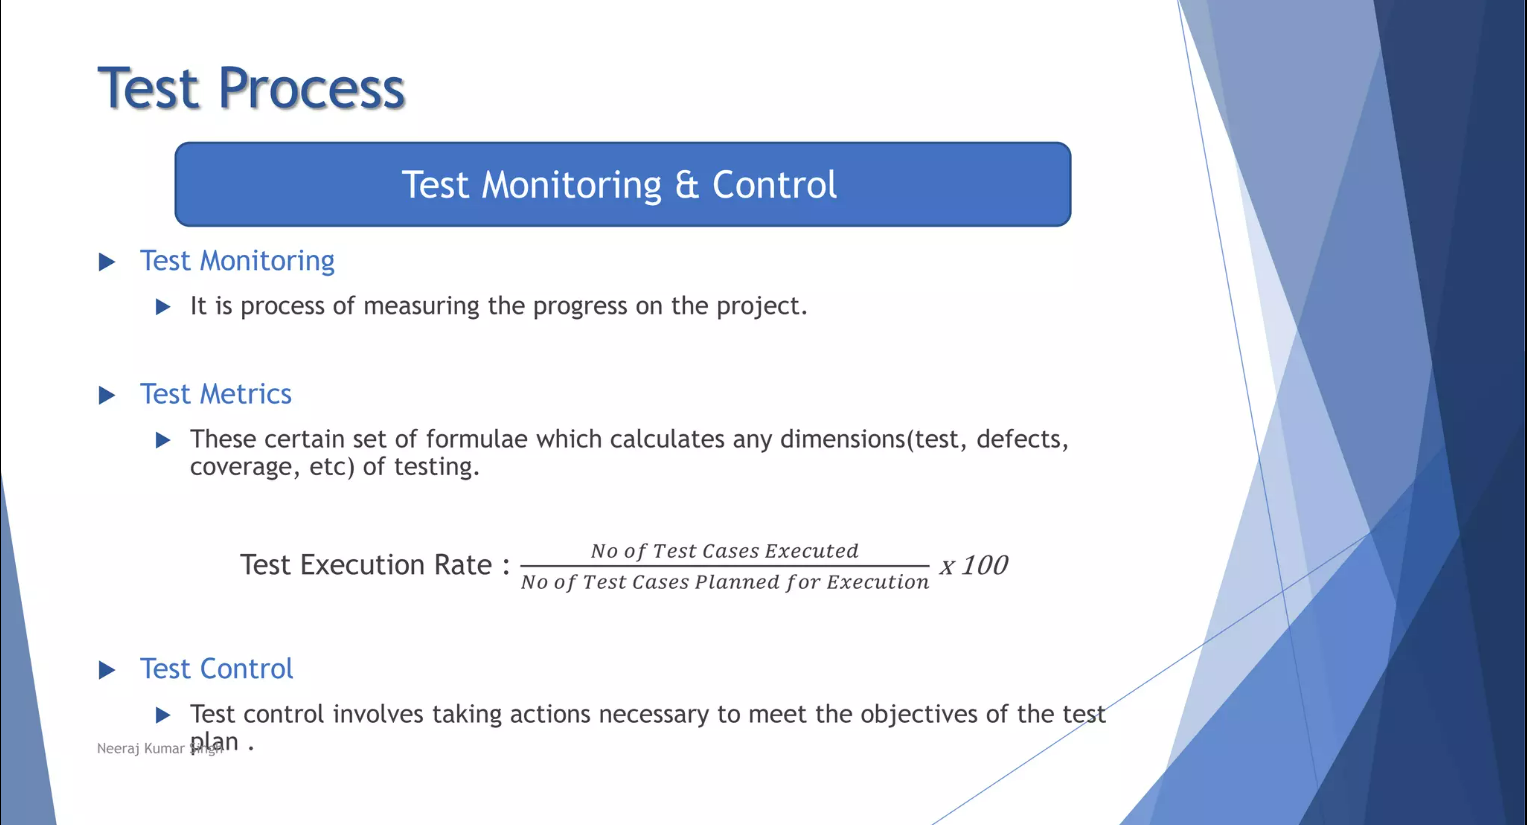 Test Process
Test Monitoring & Control
Test Monitoring
It is process of measuring the progress on the project.
Test Metrics
These certain set of formulae which calculates any dimensions(test, defects,
coverage, etc) of testing.
Test Execution Rate : No of Test Cases Executed / No of Test Cases Planned for Execution x 100
Test Control
Test control involves taking actions necessary to meet the objectives of the test
plan .
Neeraj Kumar Singh